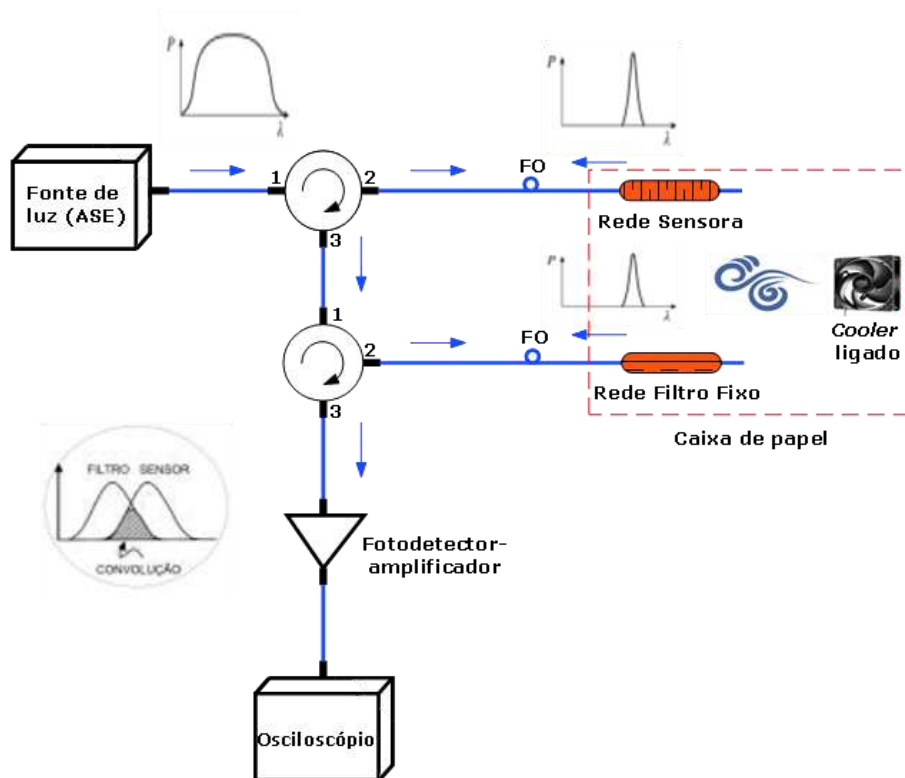 P
λ
P
λ
Fonte de
luz (ASE)
1
2
3
FO
Rede Sensora
P
λ
1
2
3
FO
Rede Filtro Fixo
Cooler
ligado
Caixa de papel
FILTRO SENSOR
CONVOLUÇÃO
Fotodetector-
amplificador
Osciloscópio